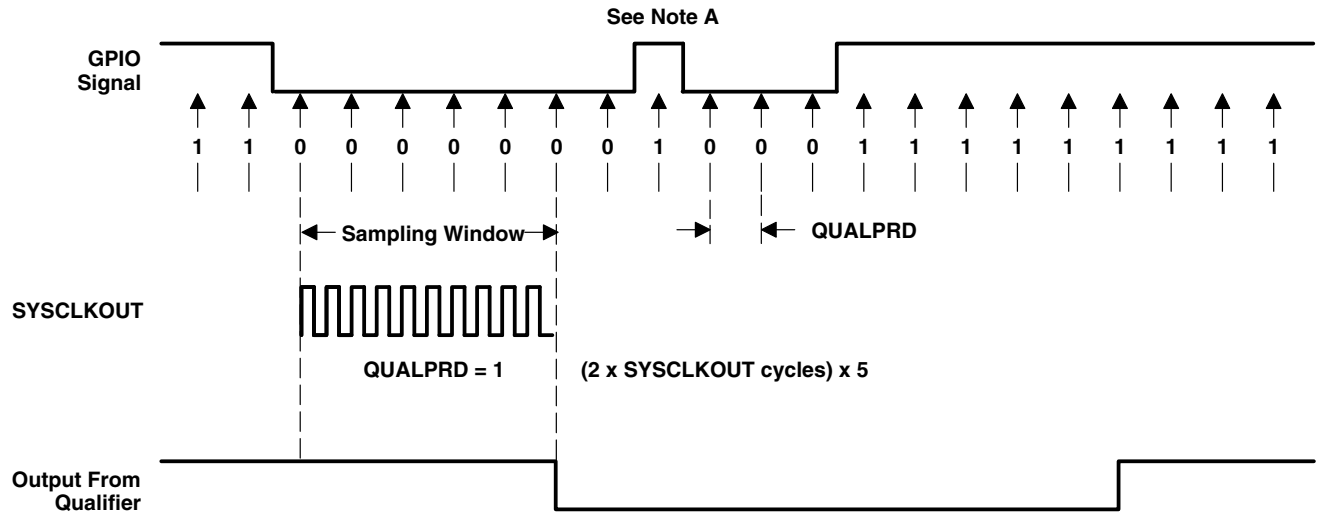 See Note A
GPIO
Signal
1 1 0 0 0 0 0 0 0 1 0 0 0 1 1 1 1 1 1 1 1 1
Sampling Window
QUALPRD
SYSCLKOUT
QUALPRD = 1
(2 x SYSCLKOUT cycles) x 5
Output From
Qualifier